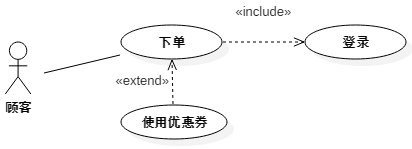 «include»
下单
登录
«extend»
顾客
使用优惠券